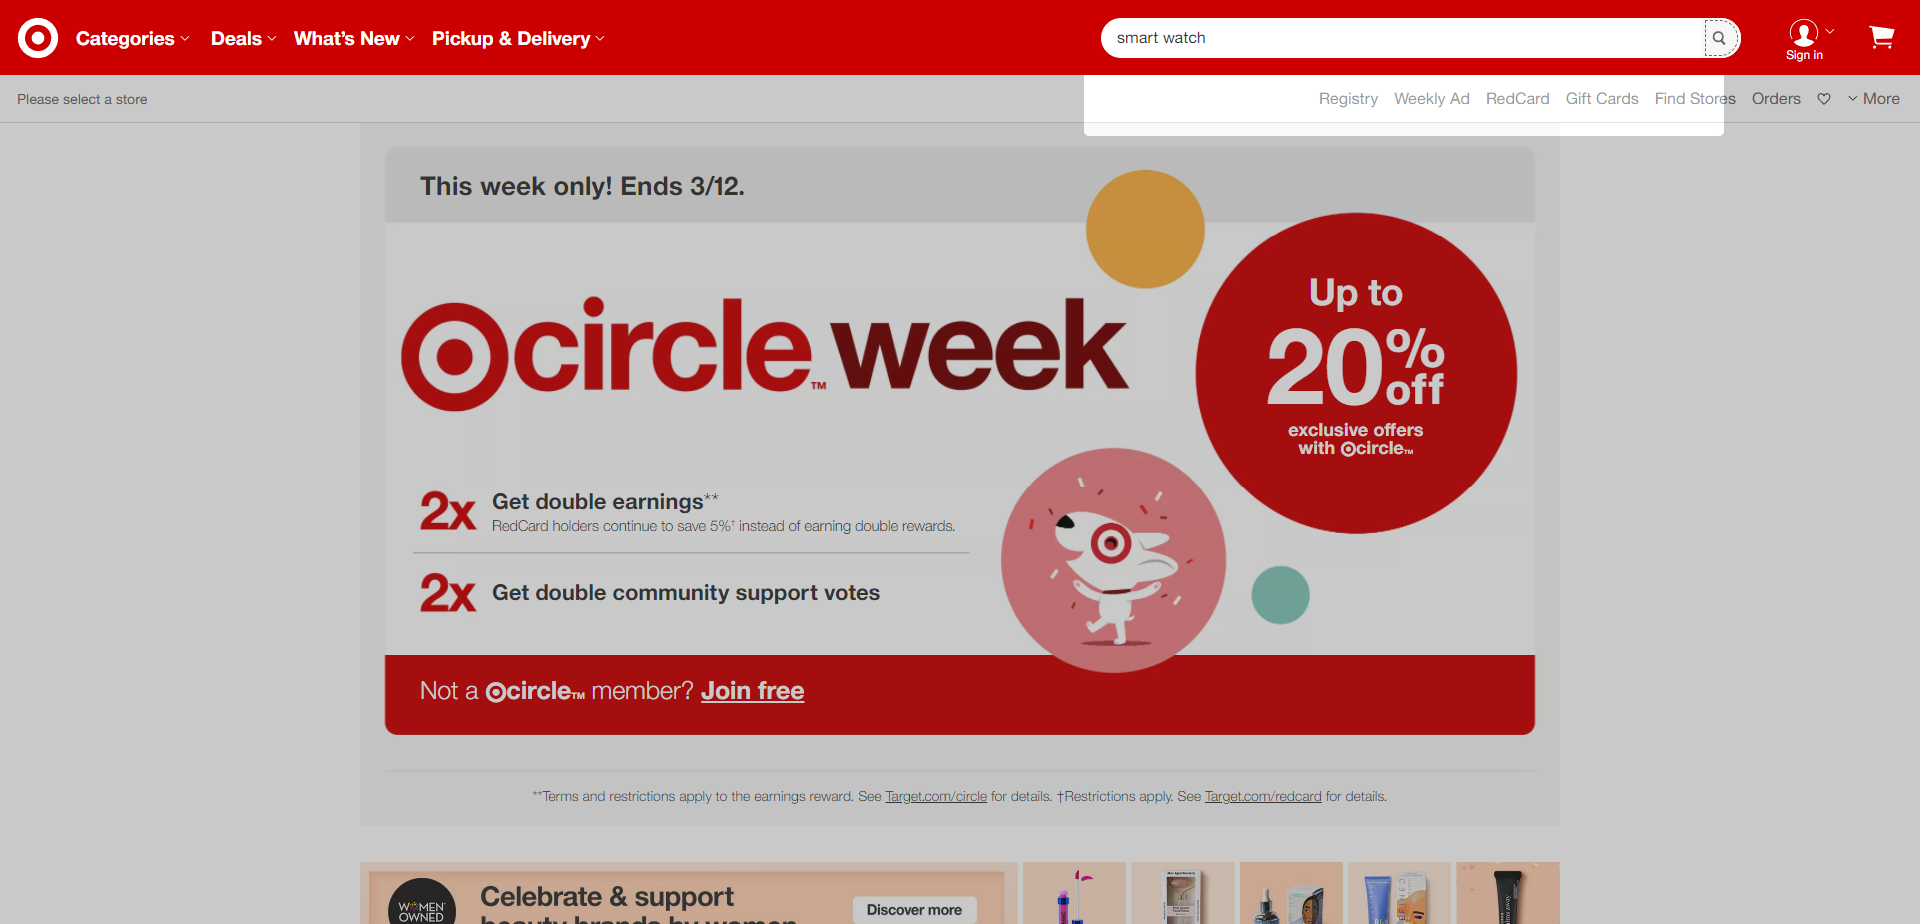 Categories Deals What's New Pickup & Delivery smart watch Sign in
Please select a store Registry Weekly Ad RedCard Gift Cards Find Stores Orders More
This week only! Ends 3/12.
circle™ week
Up to
20% off
exclusive offers
with circle™
2x Get double earnings**
RedCard holders continue to save 5%† instead of earning double rewards.
2x Get double community support votes
Not a circle™ member? Join free
**Terms and restrictions apply to the earnings reward. See Target.com/circle for details. †Restrictions apply. See Target.com/redcard for details.
WOMEN
OWNED
Celebrate & support
beauty brands by women
Discover more